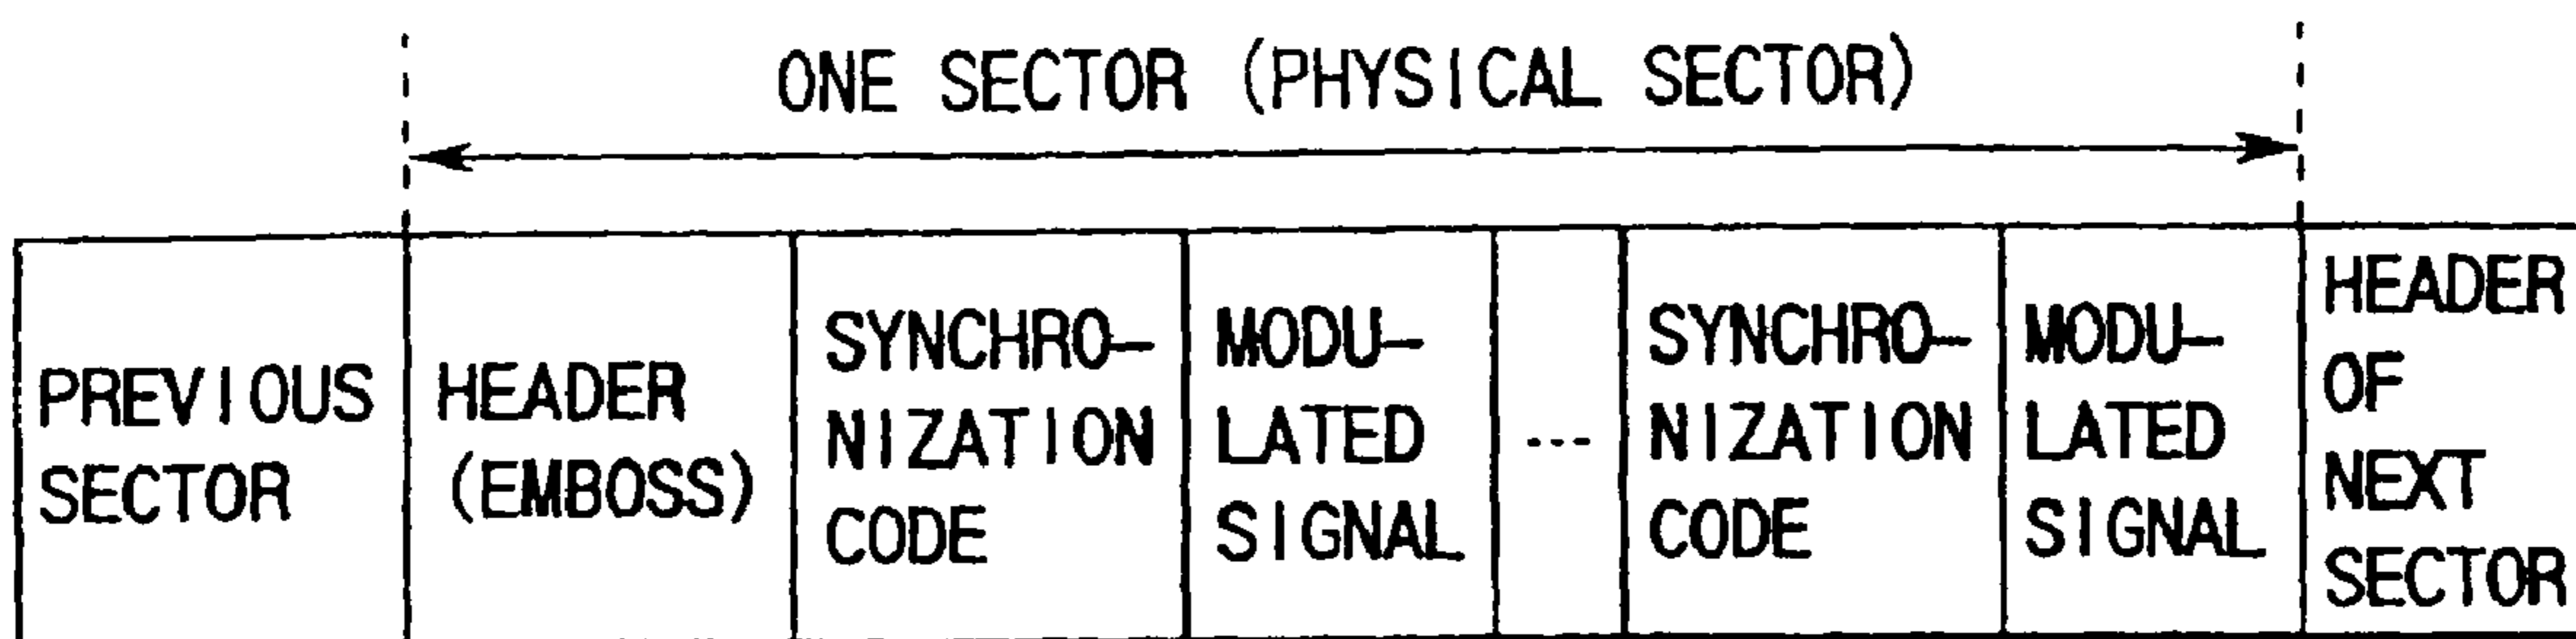 ONE SECTOR (PHYSICAL SECTOR)
PREVIOUS
SECTOR
HEADER
(EMBOSS)
SYNCHRO-
NIZATION
CODE
MODU-
LATED
SIGNAL
---
SYNCHRO-
NIZATION
CODE
MODU-
LATED
SIGNAL
HEADER
OF
NEXT
SECTOR